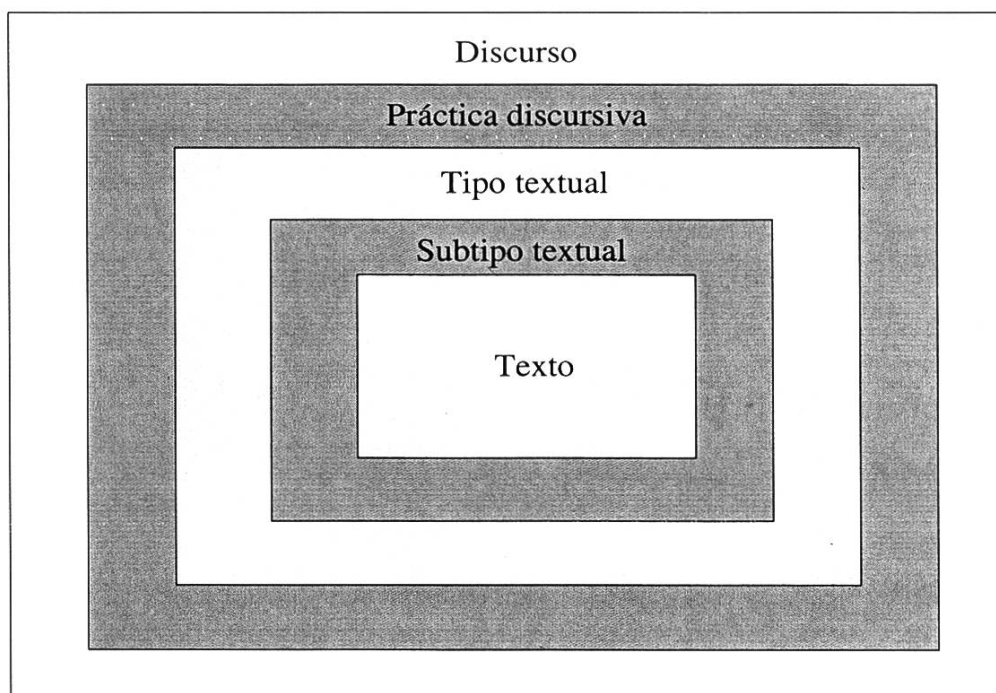 Discurso
Práctica discursiva
Tipo textual
Subtipo textual
Texto